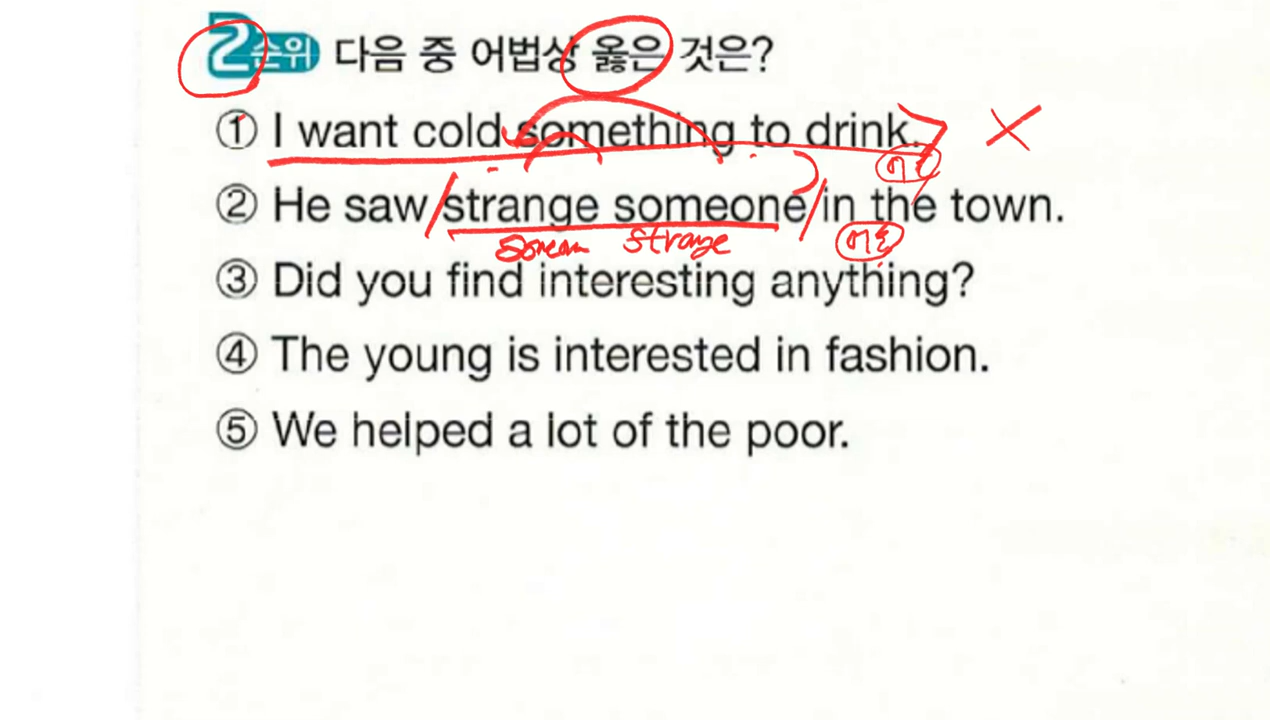 2순위 다음 중 어법상 옳은 것은?
① I want cold something to drink.
② He saw strange someone in the town.
strange
③ Did you find interesting anything?
④ The young is interested in fashion.
⑤ We helped a lot of the poor.